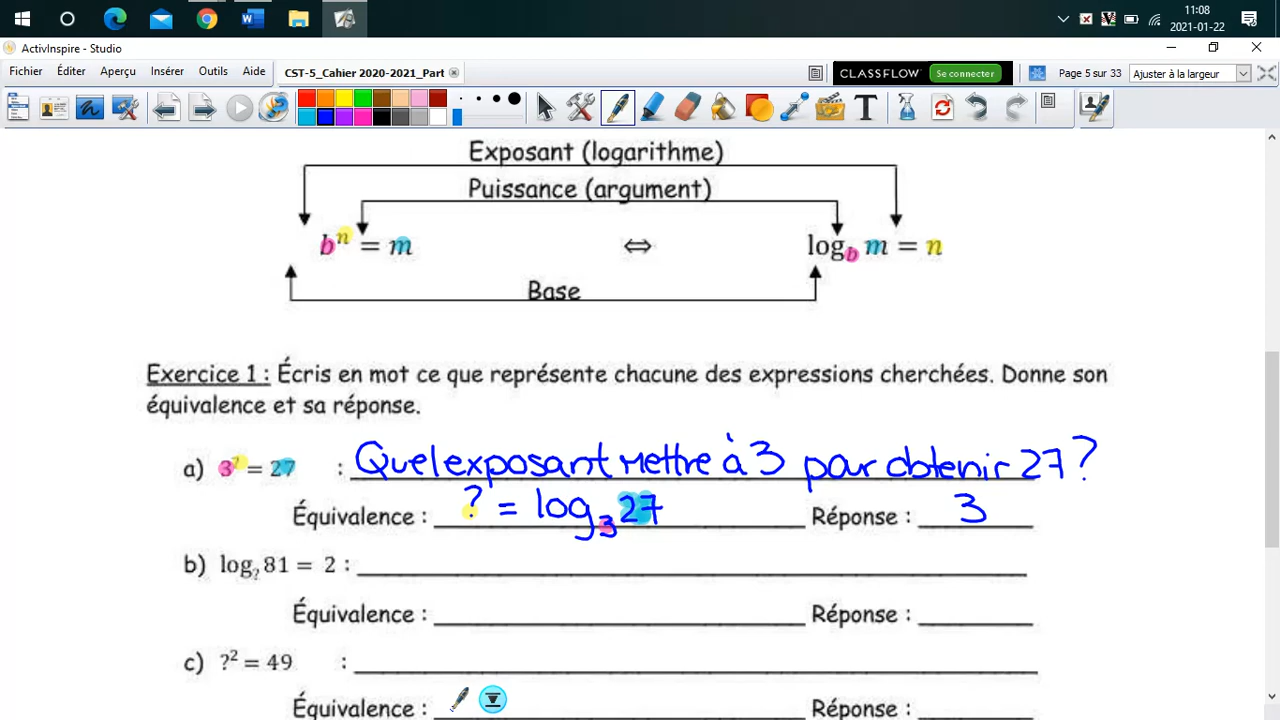 11:08
2021-01-22
ActivInspire - Studio
Fichier Éditer Aperçu Insérer Outils Aide CST-5_Cahier 2020-2021_Part CLASSFLOW Se connecter Page 5 sur 33 Ajuster à la largeur
Exposant (logarithme)
Puissance (argument)
bⁿ = m ⇔ log_b m = n
Base
Exercice 1 : Écris en mot ce que représente chacune des expressions cherchées. Donne son
équivalence et sa réponse.
a) 3^? = 27 : Quel exposant mettre à 3 pour obtenir 27 ?
Équivalence : ? = log₃ 27 Réponse : 3
b) log_? 81 = 2 :
Équivalence : Réponse :
c) ?² = 49 :
Équivalence :